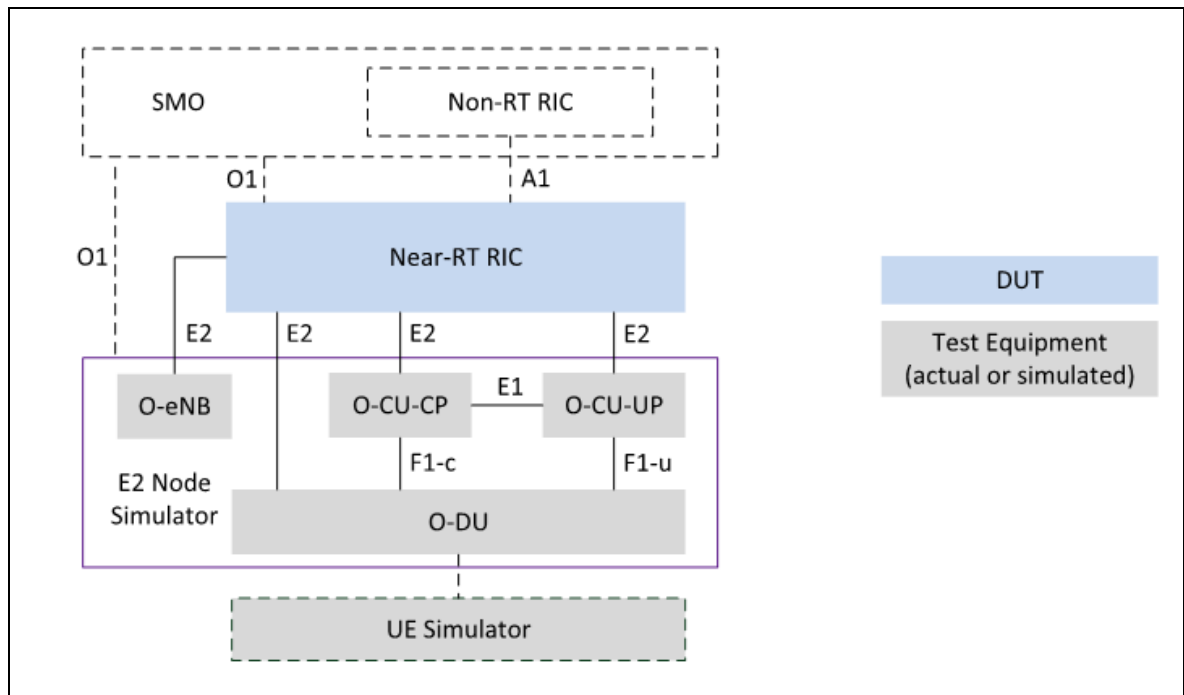 SMO
Non-RT RIC
O1
A1
O1
Near-RT RIC
DUT
E2
E2
E2
E2
Test Equipment
(actual or simulated)
O-eNB
O-CU-CP
E1
O-CU-UP
F1-c
F1-u
E2 Node
Simulator
O-DU
UE Simulator